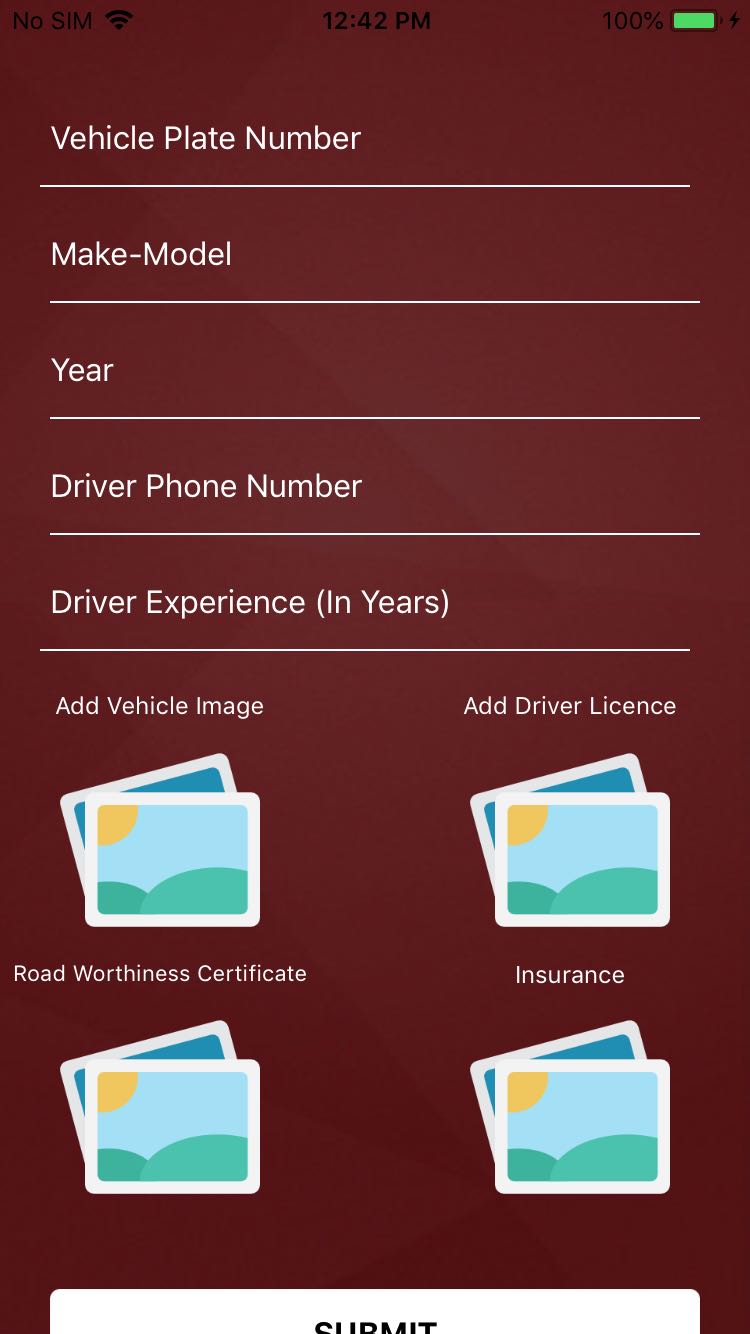 No SIM 12:42 PM 100%
Vehicle Plate Number
Make-Model
Year
Driver Phone Number
Driver Experience (In Years)
Add Vehicle Image Add Driver Licence
Road Worthiness Certificate Insurance
SUBMIT